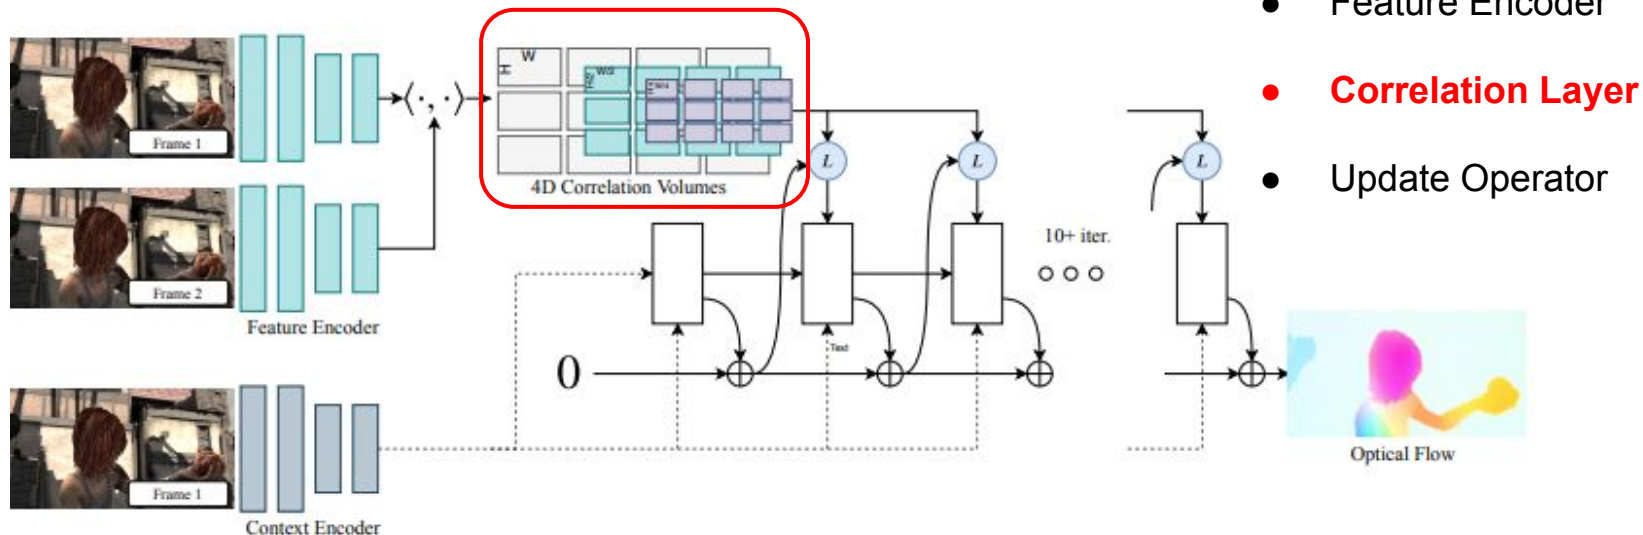 Feature Encoder
Correlation Layer
Update Operator
Frame 1
⟨·,·⟩
H W
W/2
4D Correlation Volumes
L L L
Frame 2
Feature Encoder
10+ iter.
Text
0
Frame 1
Context Encoder
Optical Flow